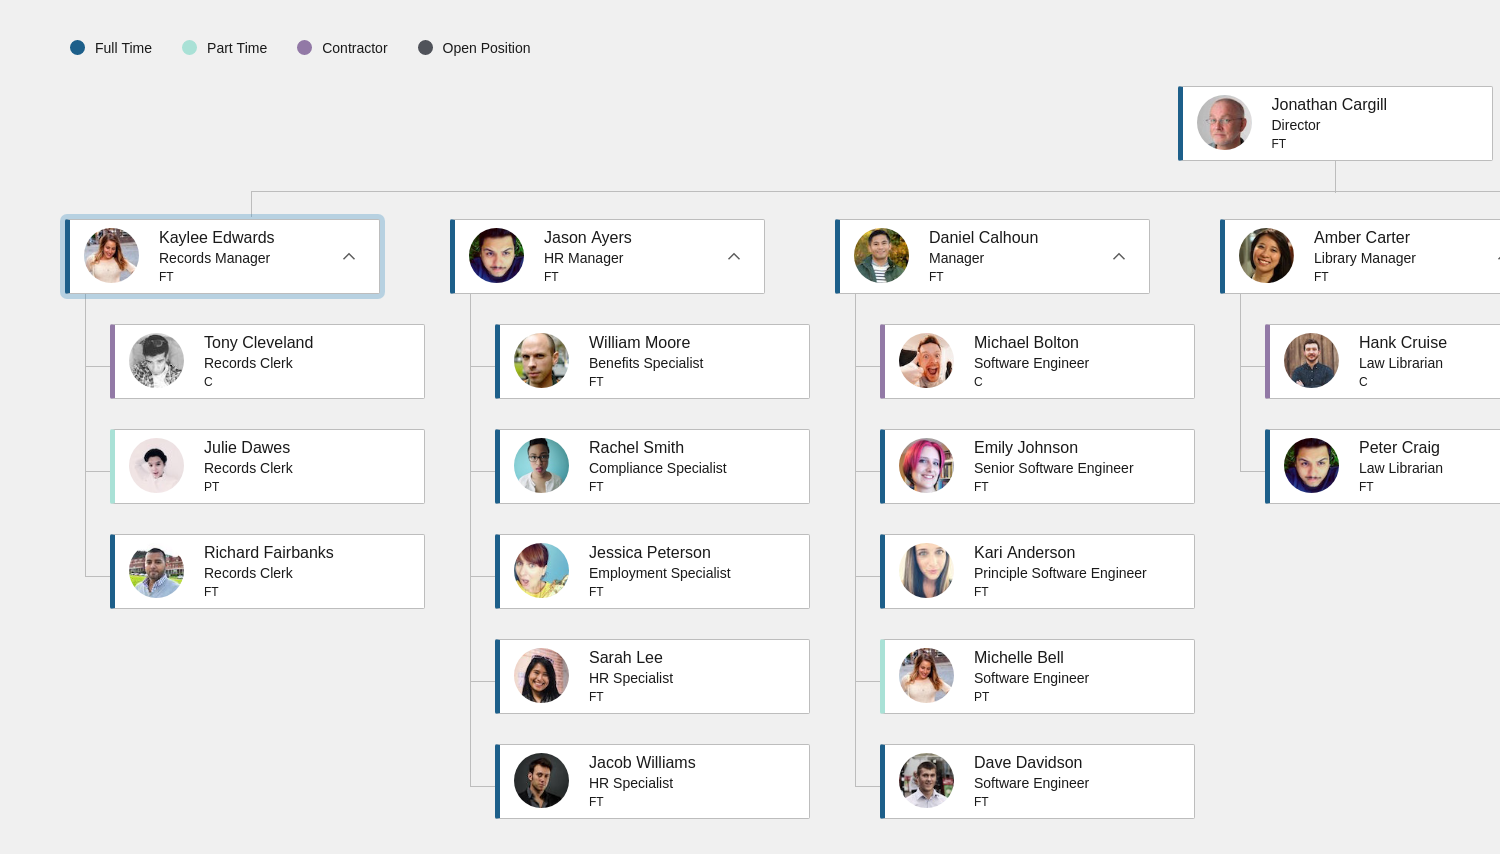 Full Time
Part Time
Contractor
Open Position
Jonathan Cargill
Director
FT
Kaylee Edwards
Records Manager
FT
Jason Ayers
HR Manager
FT
Daniel Calhoun
Manager
FT
Amber Carter
Library Manager
FT
Tony Cleveland
Records Clerk
C
Julie Dawes
Records Clerk
PT
Richard Fairbanks
Records Clerk
FT
William Moore
Benefits Specialist
FT
Rachel Smith
Compliance Specialist
FT
Jessica Peterson
Employment Specialist
FT
Sarah Lee
HR Specialist
FT
Jacob Williams
HR Specialist
FT
Michael Bolton
Software Engineer
C
Emily Johnson
Senior Software Engineer
FT
Kari Anderson
Principle Software Engineer
FT
Michelle Bell
Software Engineer
PT
Dave Davidson
Software Engineer
FT
Hank Cruise
Law Librarian
C
Peter Craig
Law Librarian
FT